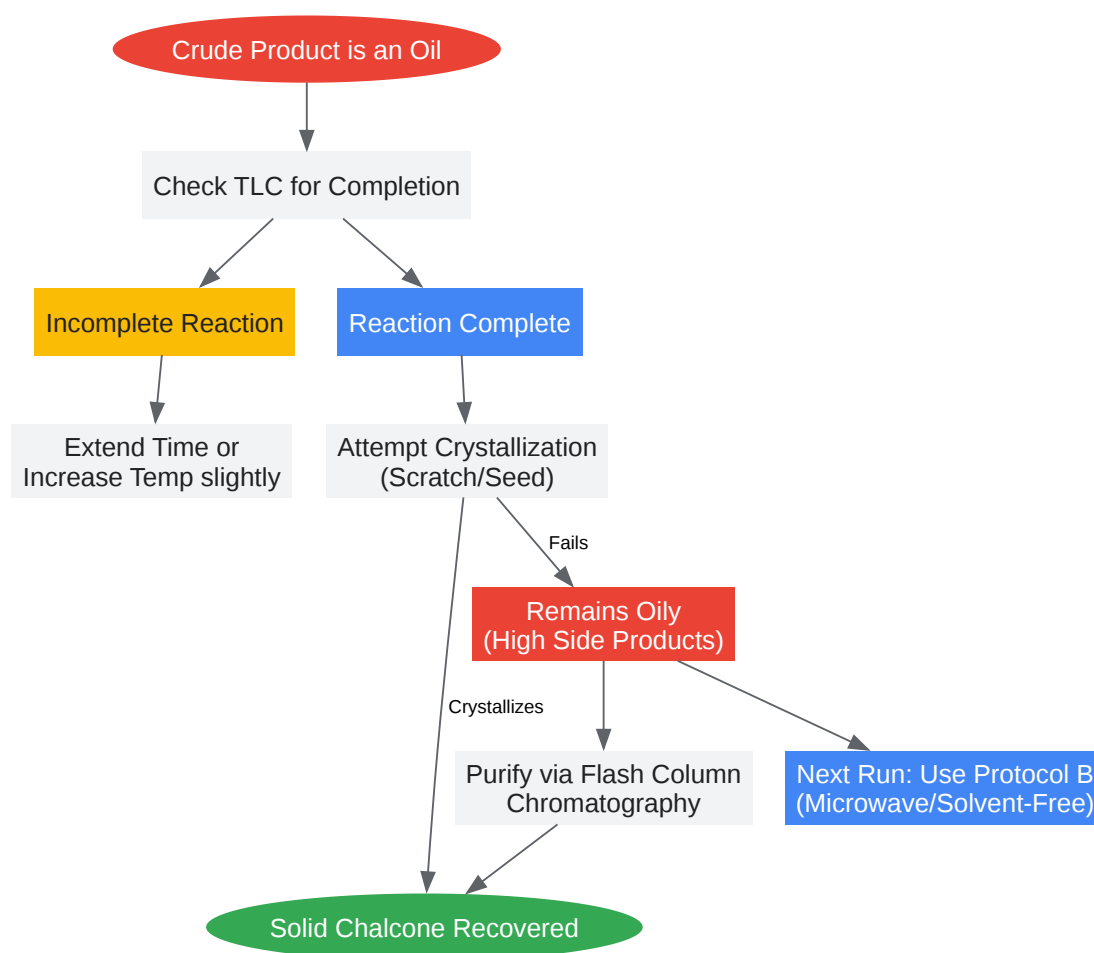 Crude Product is an Oil
Check TLC for Completion
Incomplete Reaction
Reaction Complete
Extend Time or
Increase Temp slightly
Attempt Crystallization
(Scratch/Seed)
Fails
Remains Oily
(High Side Products)
Crystallizes
Purify via Flash Column
Chromatography
Next Run: Use Protocol B
(Microwave/Solvent-Free)
Solid Chalcone Recovered